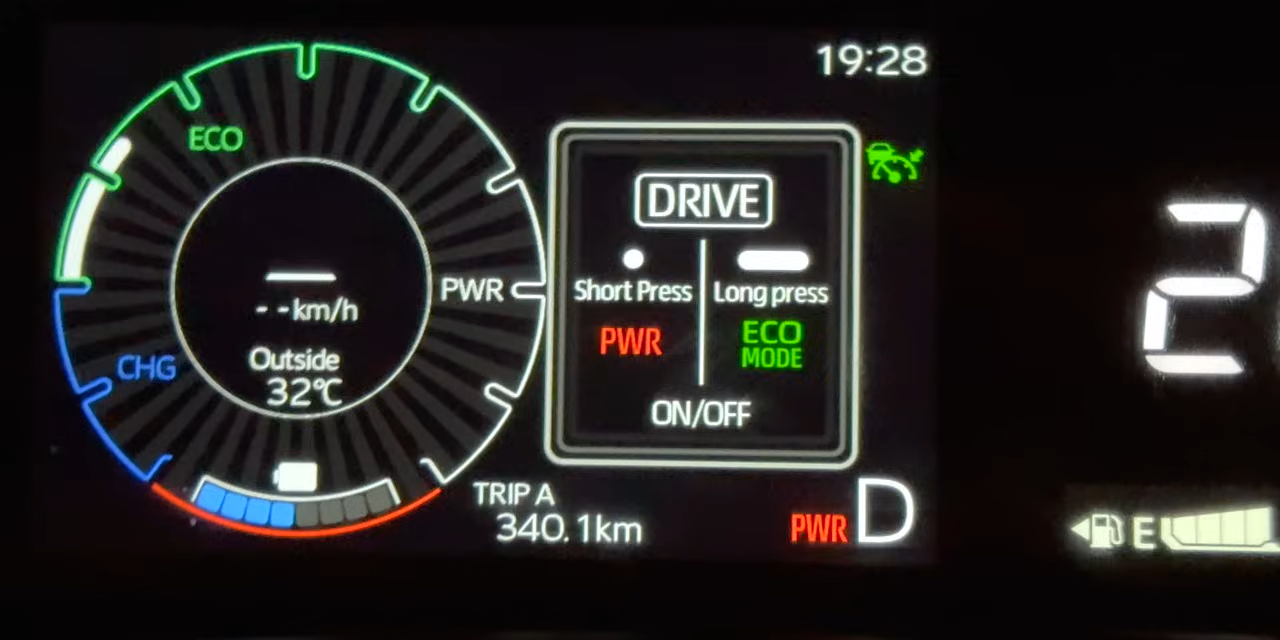 19:28
ECO
DRIVE
Short Press
Long press
PWR
PWR
ECO
MODE
--km/h
Outside
32℃
CHG
ON/OFF
TRIP A
340.1km
PWR D
2
E